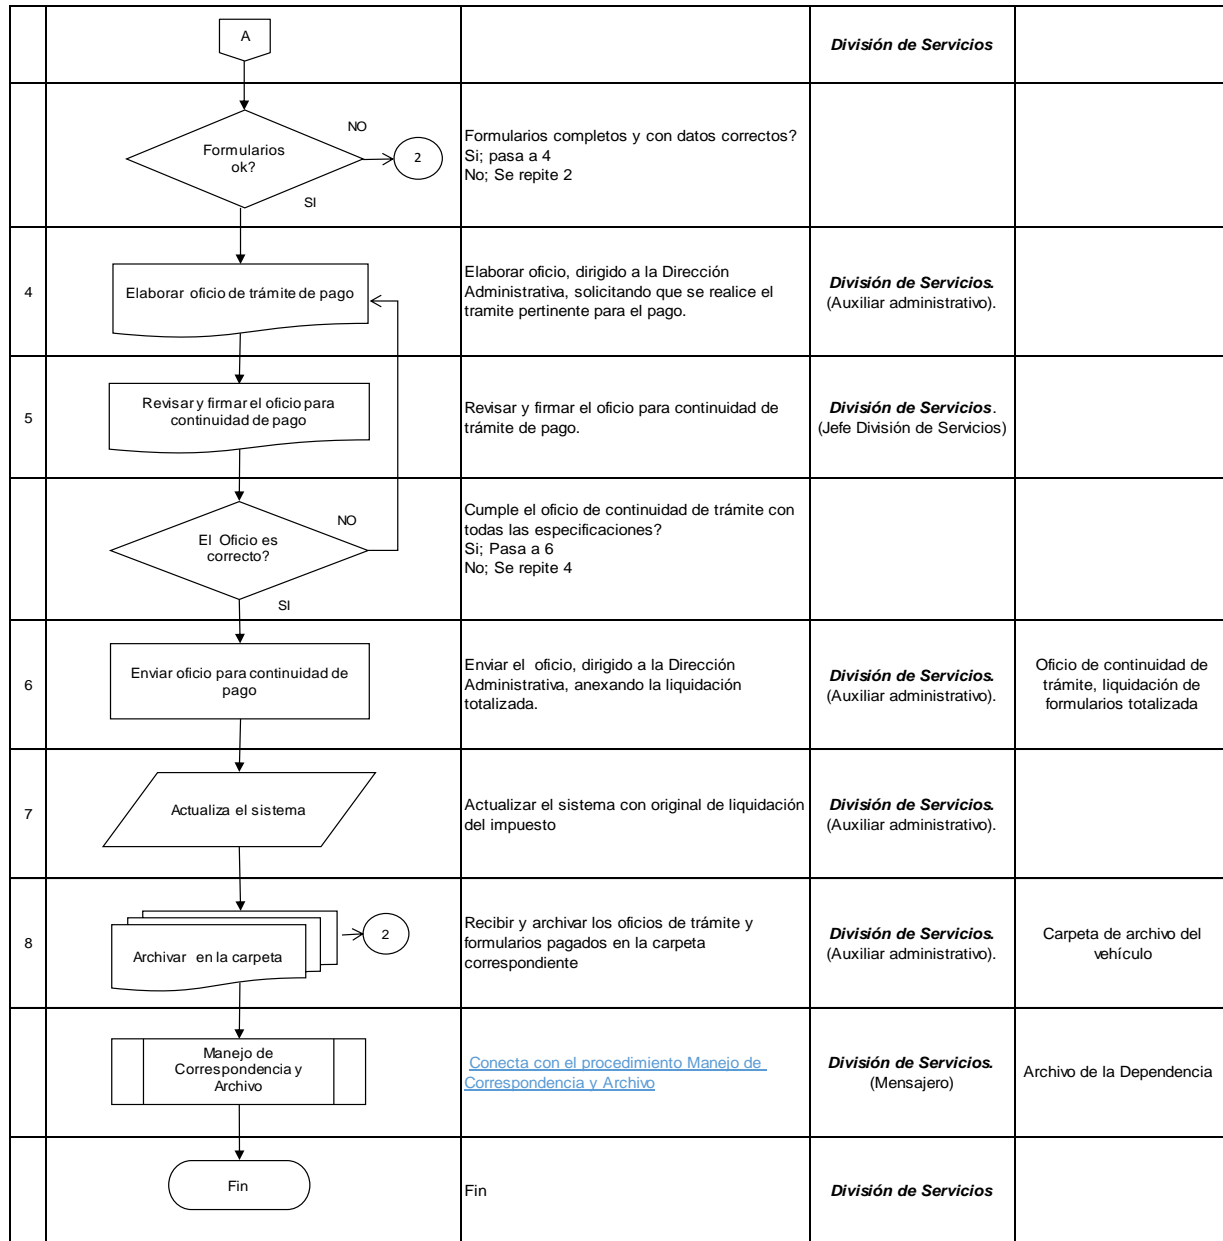 A
División de Servicios
NO
Formularios
ok?
2
SI
Formularios completos y con datos correctos?
Si; pasa a 4
No; Se repite 2
4
Elaborar oficio de trámite de pago
Elaborar oficio, dirigido a la Dirección
Administrativa, solicitando que se realice el
tramite pertinente para el pago.
División de Servicios.
(Auxiliar administrativo).
5
Revisar y firmar el oficio para
continuidad de pago
Revisar y firmar el oficio para continuidad de
trámite de pago.
División de Servicios.
(Jefe División de Servicios)
NO
El Oficio es
correcto?
SI
Cumple el oficio de continuidad de trámite con
todas las especificaciones?
Si; Pasa a 6
No; Se repite 4
6
Enviar oficio para continuidad de
pago
Enviar el oficio, dirigido a la Dirección
Administrativa, anexando la liquidación
totalizada.
División de Servicios.
(Auxiliar administrativo).
Oficio de continuidad de
trámite, liquidación de
formularios totalizada
7
Actualiza el sistema
Actualizar el sistema con original de liquidación
del impuesto
División de Servicios.
(Auxiliar administrativo).
8
Archivar en la carpeta
2
Recibir y archivar los oficios de trámite y
formularios pagados en la carpeta
correspondiente
División de Servicios.
(Auxiliar administrativo).
Carpeta de archivo del
vehículo
Manejo de
Correspondencia y
Archivo
Conecta con el procedimiento Manejo de
Correspondencia y Archivo
División de Servicios.
(Mensajero)
Archivo de la Dependencia
Fin
Fin
División de Servicios